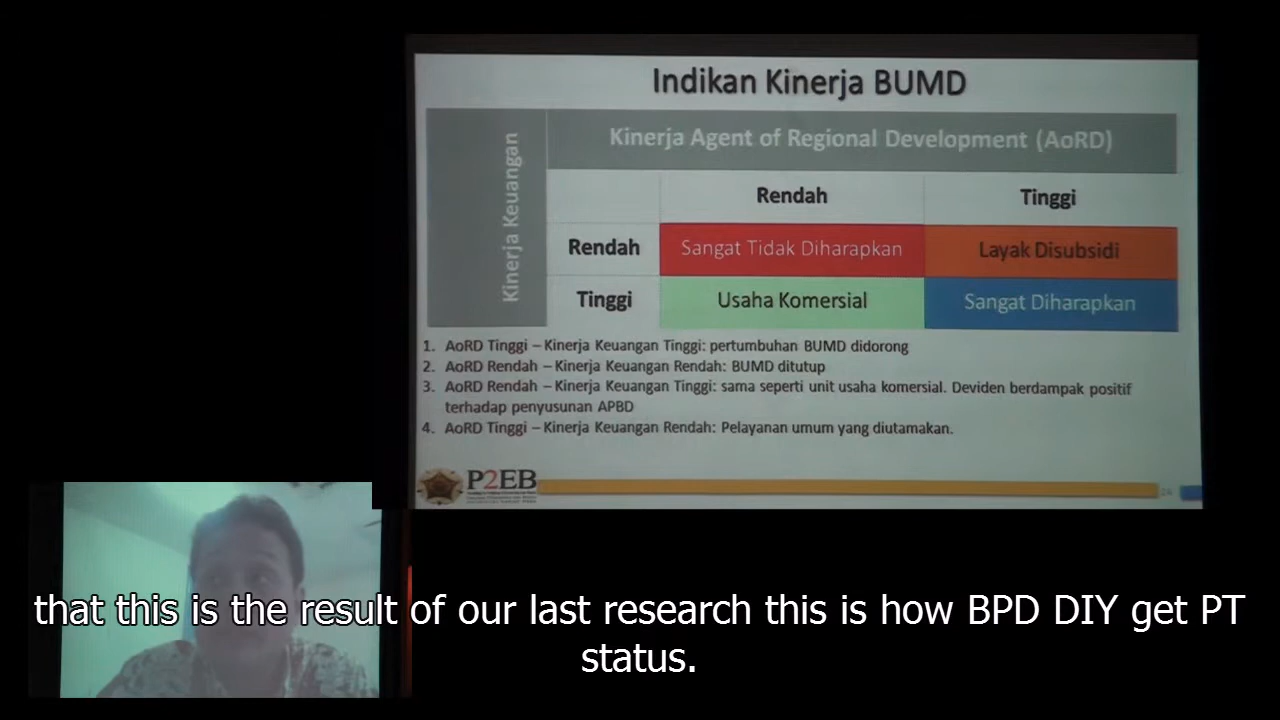 Indikan Kinerja BUMD
Kinerja Keuangan
Kinerja Agent of Regional Development (AoRD)
Rendah
Tinggi
Rendah
Sangat Tidak Diharapkan
Layak Disubsidi
Tinggi
Usaha Komersial
Sangat Diharapkan
1. AoRD Tinggi – Kinerja Keuangan Tinggi: pertumbuhan BUMD didorong
2. AoRD Rendah – Kinerja Keuangan Rendah: BUMD ditutup
3. AoRD Rendah – Kinerja Keuangan Tinggi: sama seperti unit usaha komersial. Deviden berdampak positif
terhadap penyusunan APBD
4. AoRD Tinggi – Kinerja Keuangan Rendah: Pelayanan umum yang diutamakan.
P2EB
24
that this is the result of our last research this is how BPD DIY get PT
status.